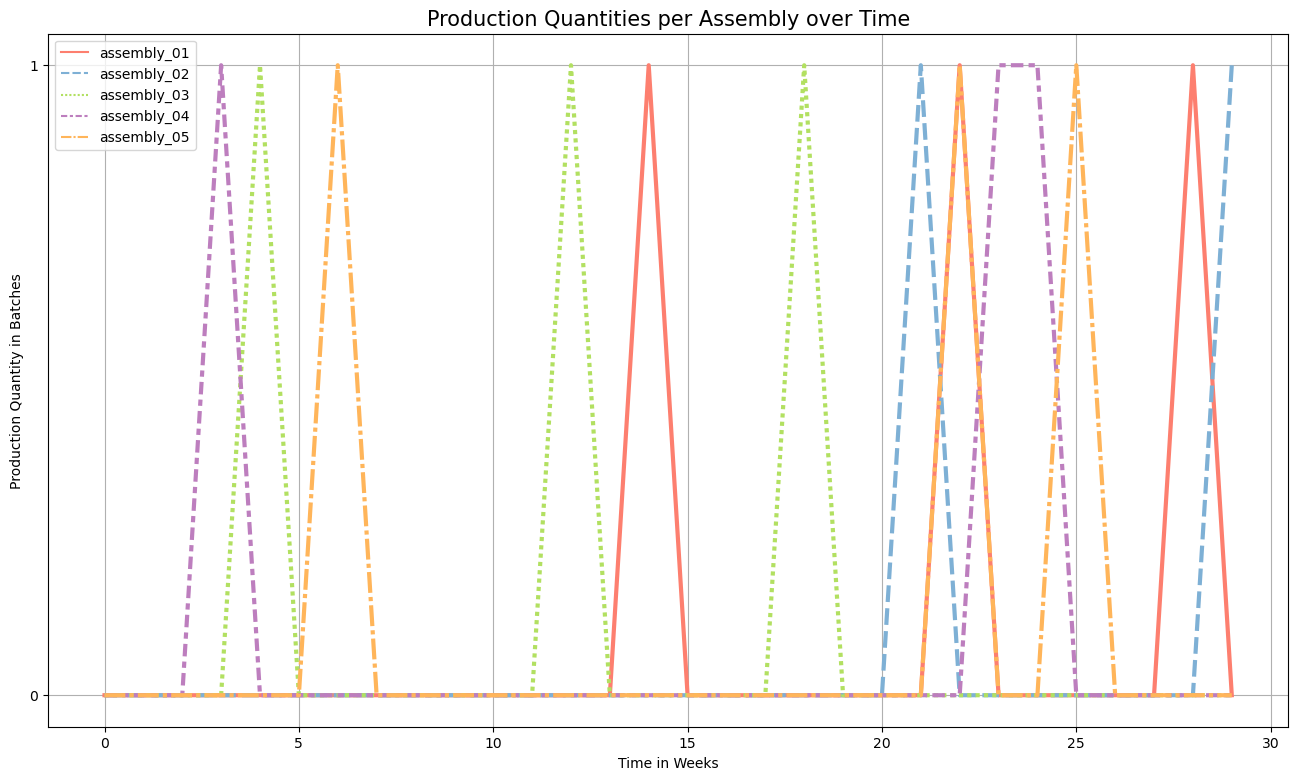 Production Quantities per Assembly over Time
assembly_01
assembly_02
assembly_03
assembly_04
assembly_05
Production Quantity in Batches
1
0
0 5 10 15 20 25 30
Time in Weeks